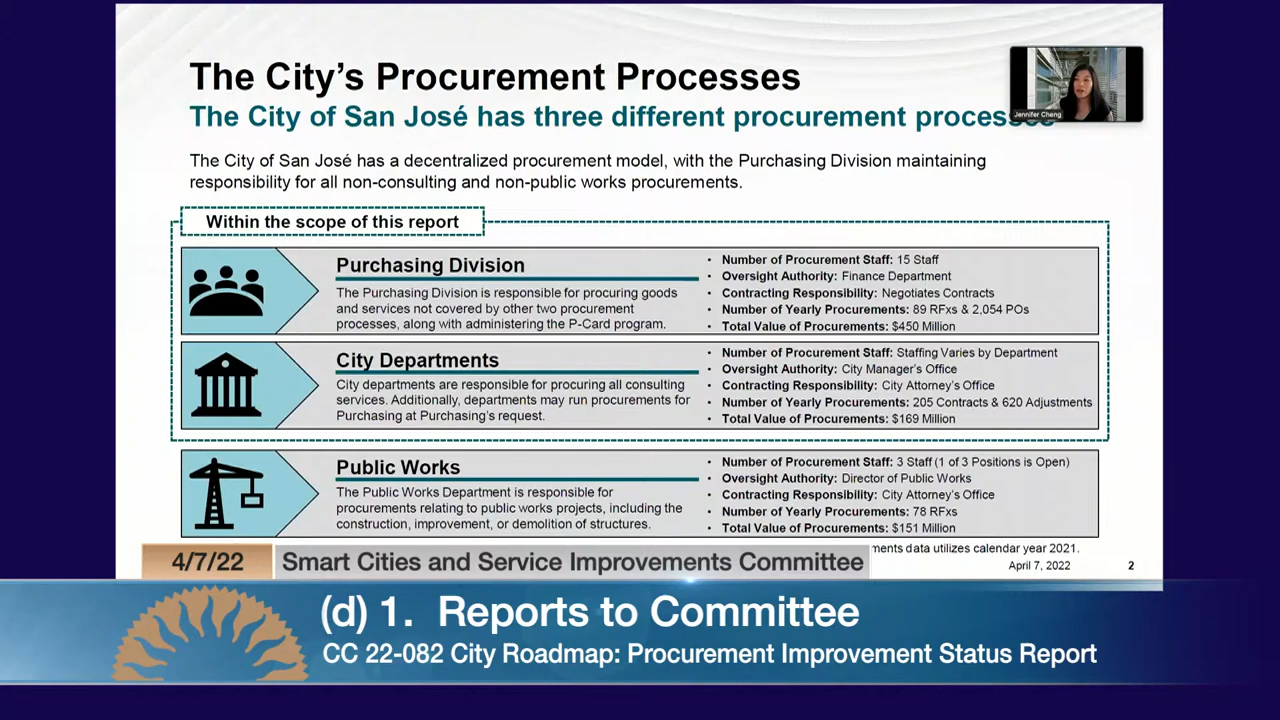 The City's Procurement Processes
The City of San José has three different procurement processes
Jennifer Cheng
The City of San José has a decentralized procurement model, with the Purchasing Division maintaining
responsibility for all non-consulting and non-public works procurements.
Within the scope of this report
Purchasing Division
The Purchasing Division is responsible for procuring goods
and services not covered by other two procurement
processes, along with administering the P-Card program.
• Number of Procurement Staff: 15 Staff
• Oversight Authority: Finance Department
• Contracting Responsibility: Negotiates Contracts
• Number of Yearly Procurements: 89 RFxs & 2,054 POs
• Total Value of Procurements: $450 Million
City Departments
City departments are responsible for procuring all consulting
services. Additionally, departments may run procurements for
Purchasing at Purchasing's request.
• Number of Procurement Staff: Staffing Varies by Department
• Oversight Authority: City Manager's Office
• Contracting Responsibility: City Attorney's Office
• Number of Yearly Procurements: 205 Contracts & 620 Adjustments
• Total Value of Procurements: $169 Million
Public Works
The Public Works Department is responsible for
procurements relating to public works projects, including the
construction, improvement, or demolition of structures.
• Number of Procurement Staff: 3 Staff (1 of 3 Positions is Open)
• Oversight Authority: Director of Public Works
• Contracting Responsibility: City Attorney's Office
• Number of Yearly Procurements: 78 RFxs
• Total Value of Procurements: $151 Million
data utilizes calendar year 2021.
April 7, 2022
2
4/7/22
Smart Cities and Service Improvements Committee
(d) 1. Reports to Committee
CC 22-082 City Roadmap: Procurement Improvement Status Report